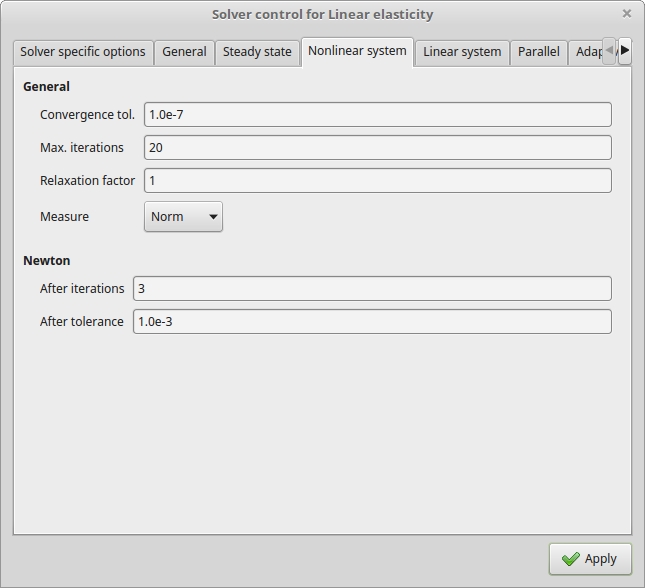 Solver control for Linear elasticity
Solver specific options General Steady state Nonlinear system Linear system Parallel
General
Convergence tol. 1.0e-7
Max. iterations 20
Relaxation factor 1
Measure Norm
Newton
After iterations 3
After tolerance 1.0e-3
Apply